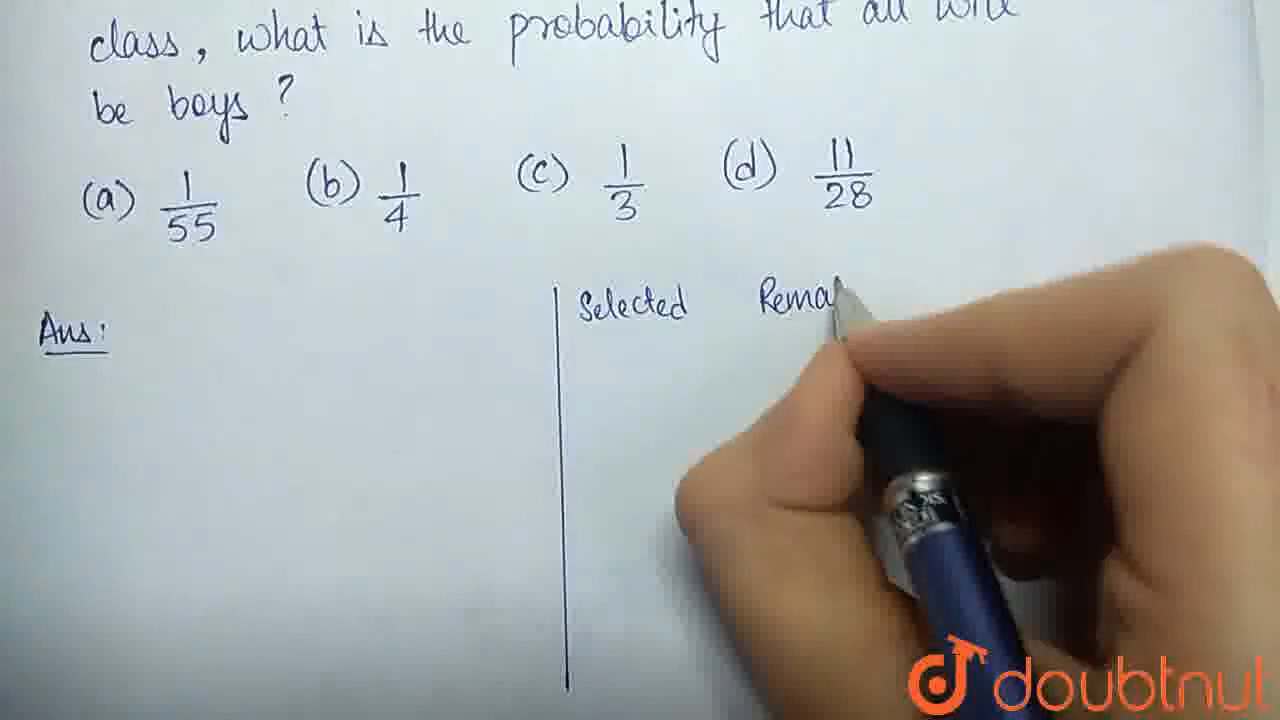 class, what is the probability that all will
be boys ?
(a) 1/55 (b) 1/4 (c) 1/3 (d) 11/28
Ans:
Selected Rema
doubtnut